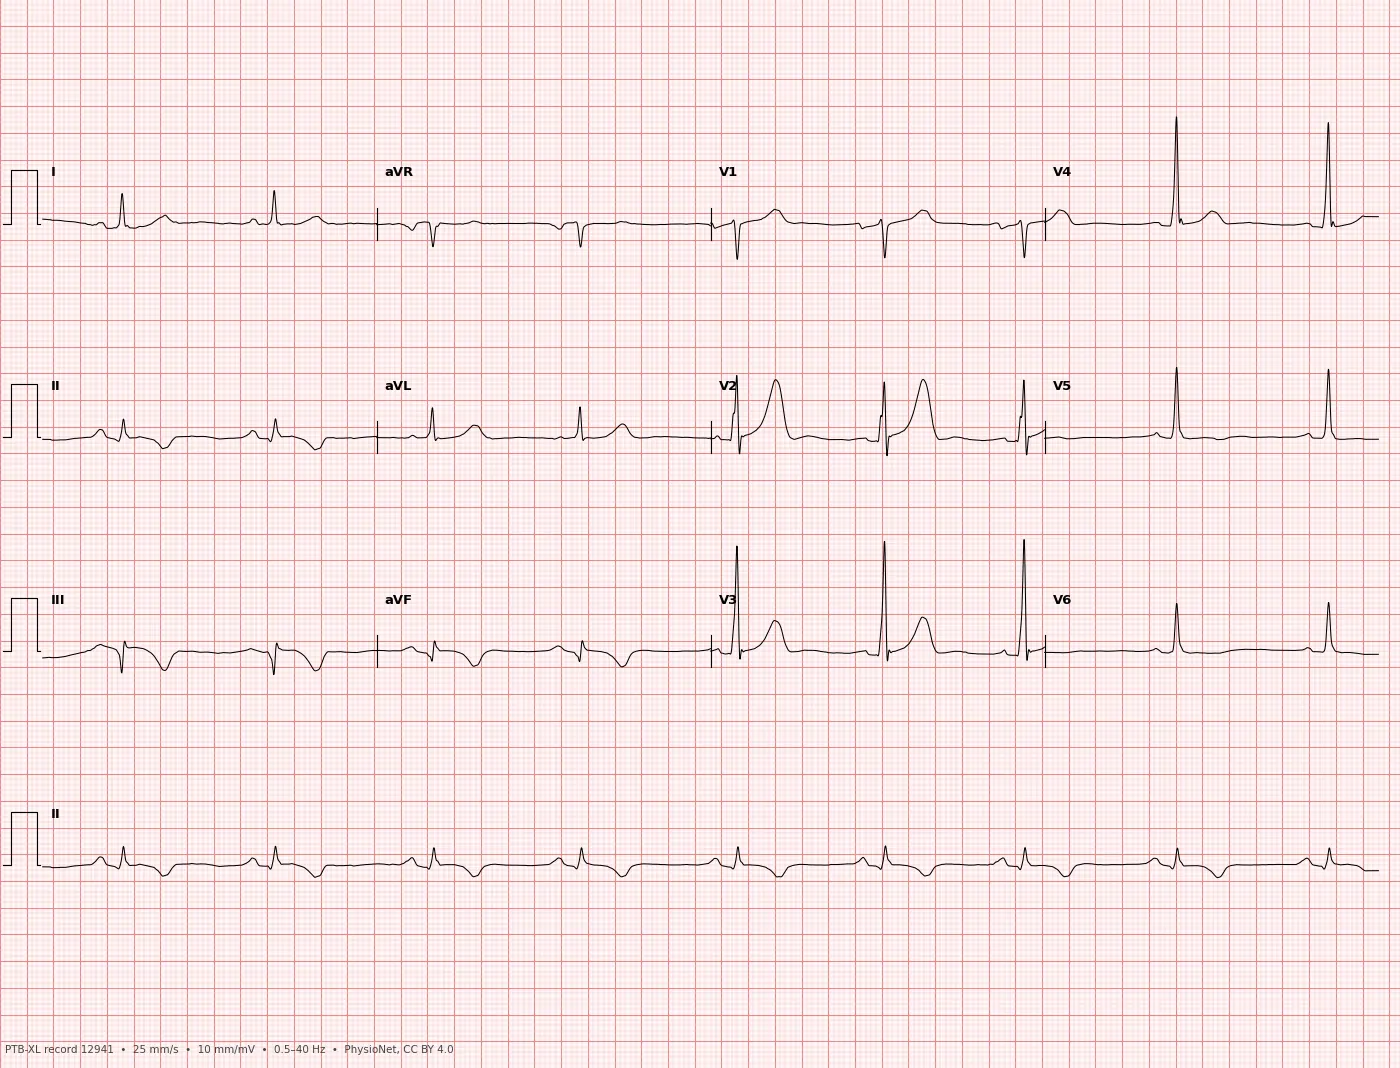 I aVR V1 V4
II aVL V2 V5
III aVF V3 V6
II
PTB-XL record 12941 • 25 mm/s • 10 mm/mV • 0.5–40 Hz • PhysioNet, CC BY 4.0